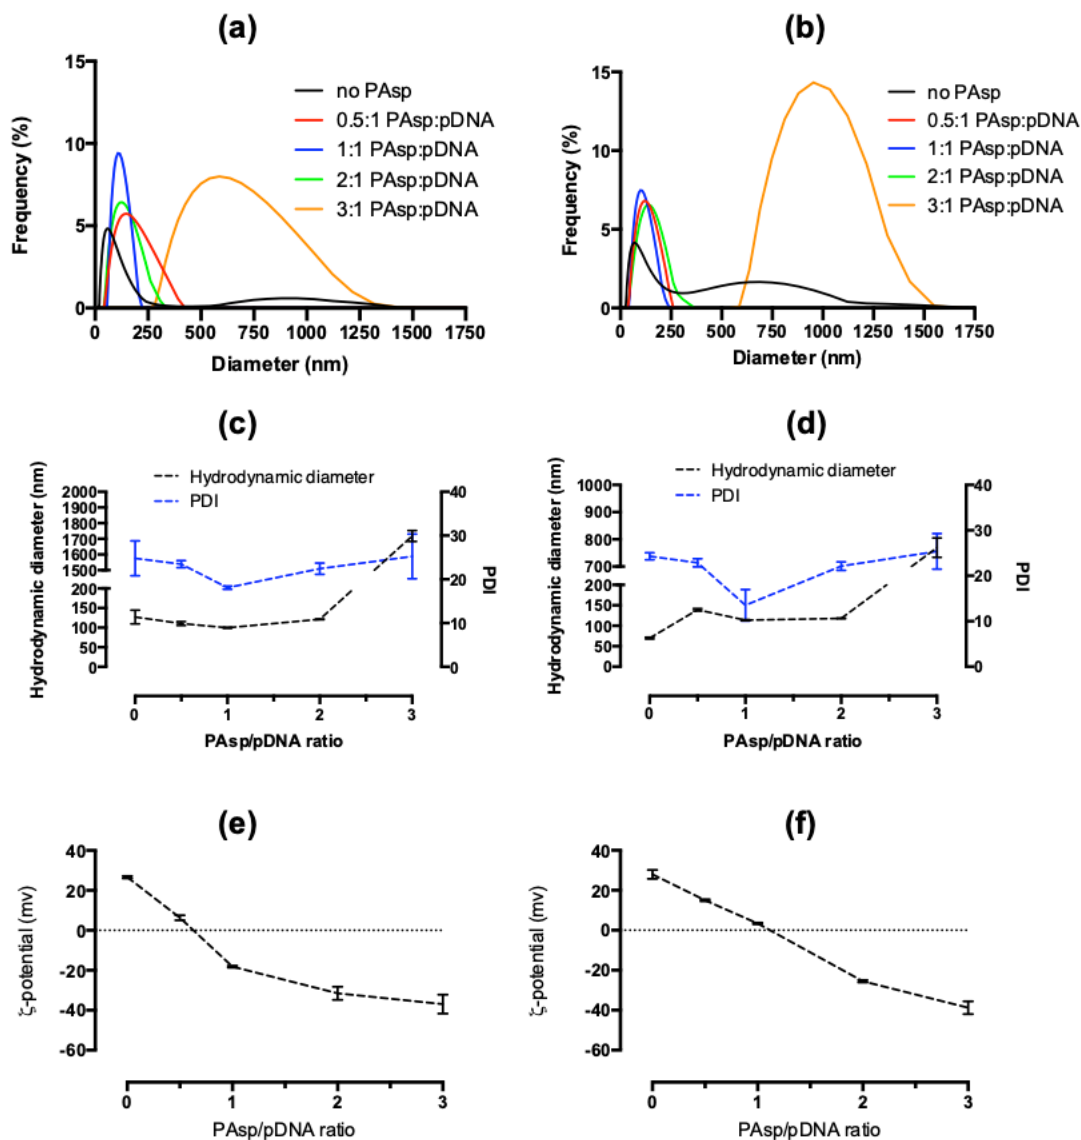 (a)
(b)
15
10
5
0
Frequency (%)
no PAsp
0.5:1 PAsp:pDNA
1:1 PAsp:pDNA
2:1 PAsp:pDNA
3:1 PAsp:pDNA
0 250 500 750 1000 1250 1500 1750
Diameter (nm)
15
10
5
0
Frequency (%)
no PAsp
0.5:1 PAsp:pDNA
1:1 PAsp:pDNA
2:1 PAsp:pDNA
3:1 PAsp:pDNA
0 250 500 750 1000 1250 1500 1750
Diameter (nm)
(c)
(d)
Hydrodynamic diameter
PDI
Hydrodynamic diameter (nm)
2000
1900
1800
1700
1600
1500
200
150
100
50
0
40
30
20
10
0
PDI
0 1 2 3
PAsp/pDNA ratio
Hydrodynamic diameter
PDI
Hydrodynamic diameter (nm)
1000
900
800
700
200
150
100
50
0
40
30
20
10
0
PDI
0 1 2 3
PAsp/pDNA ratio
(e)
(f)
ζ-potential (mv)
40
20
0
-20
-40
-60
0 1 2 3
PAsp/pDNA ratio
ζ-potential (mv)
40
20
0
-20
-40
-60
0 1 2 3
PAsp/pDNA ratio